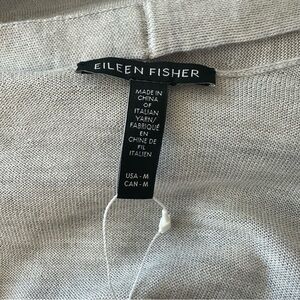 EILEEN FISHER
MADE IN
CHINA
OF
ITALIAN
YARN/
FABRIQUÉ
EN
CHINE DE
FIL
ITALIEN
USA - M
CAN - M